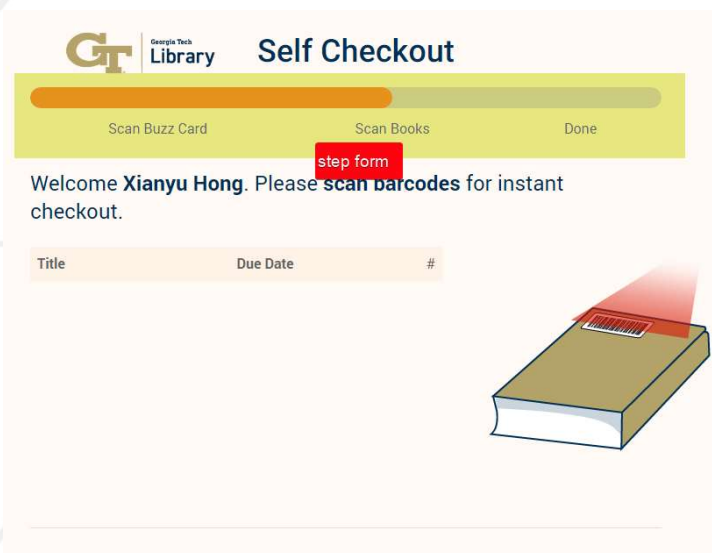 GT
Georgia Tech
Library
Self Checkout
Scan Buzz Card Scan Books Done
step form
Welcome Xianyu Hong. Please scan barcodes for instant
checkout.
Title Due Date #